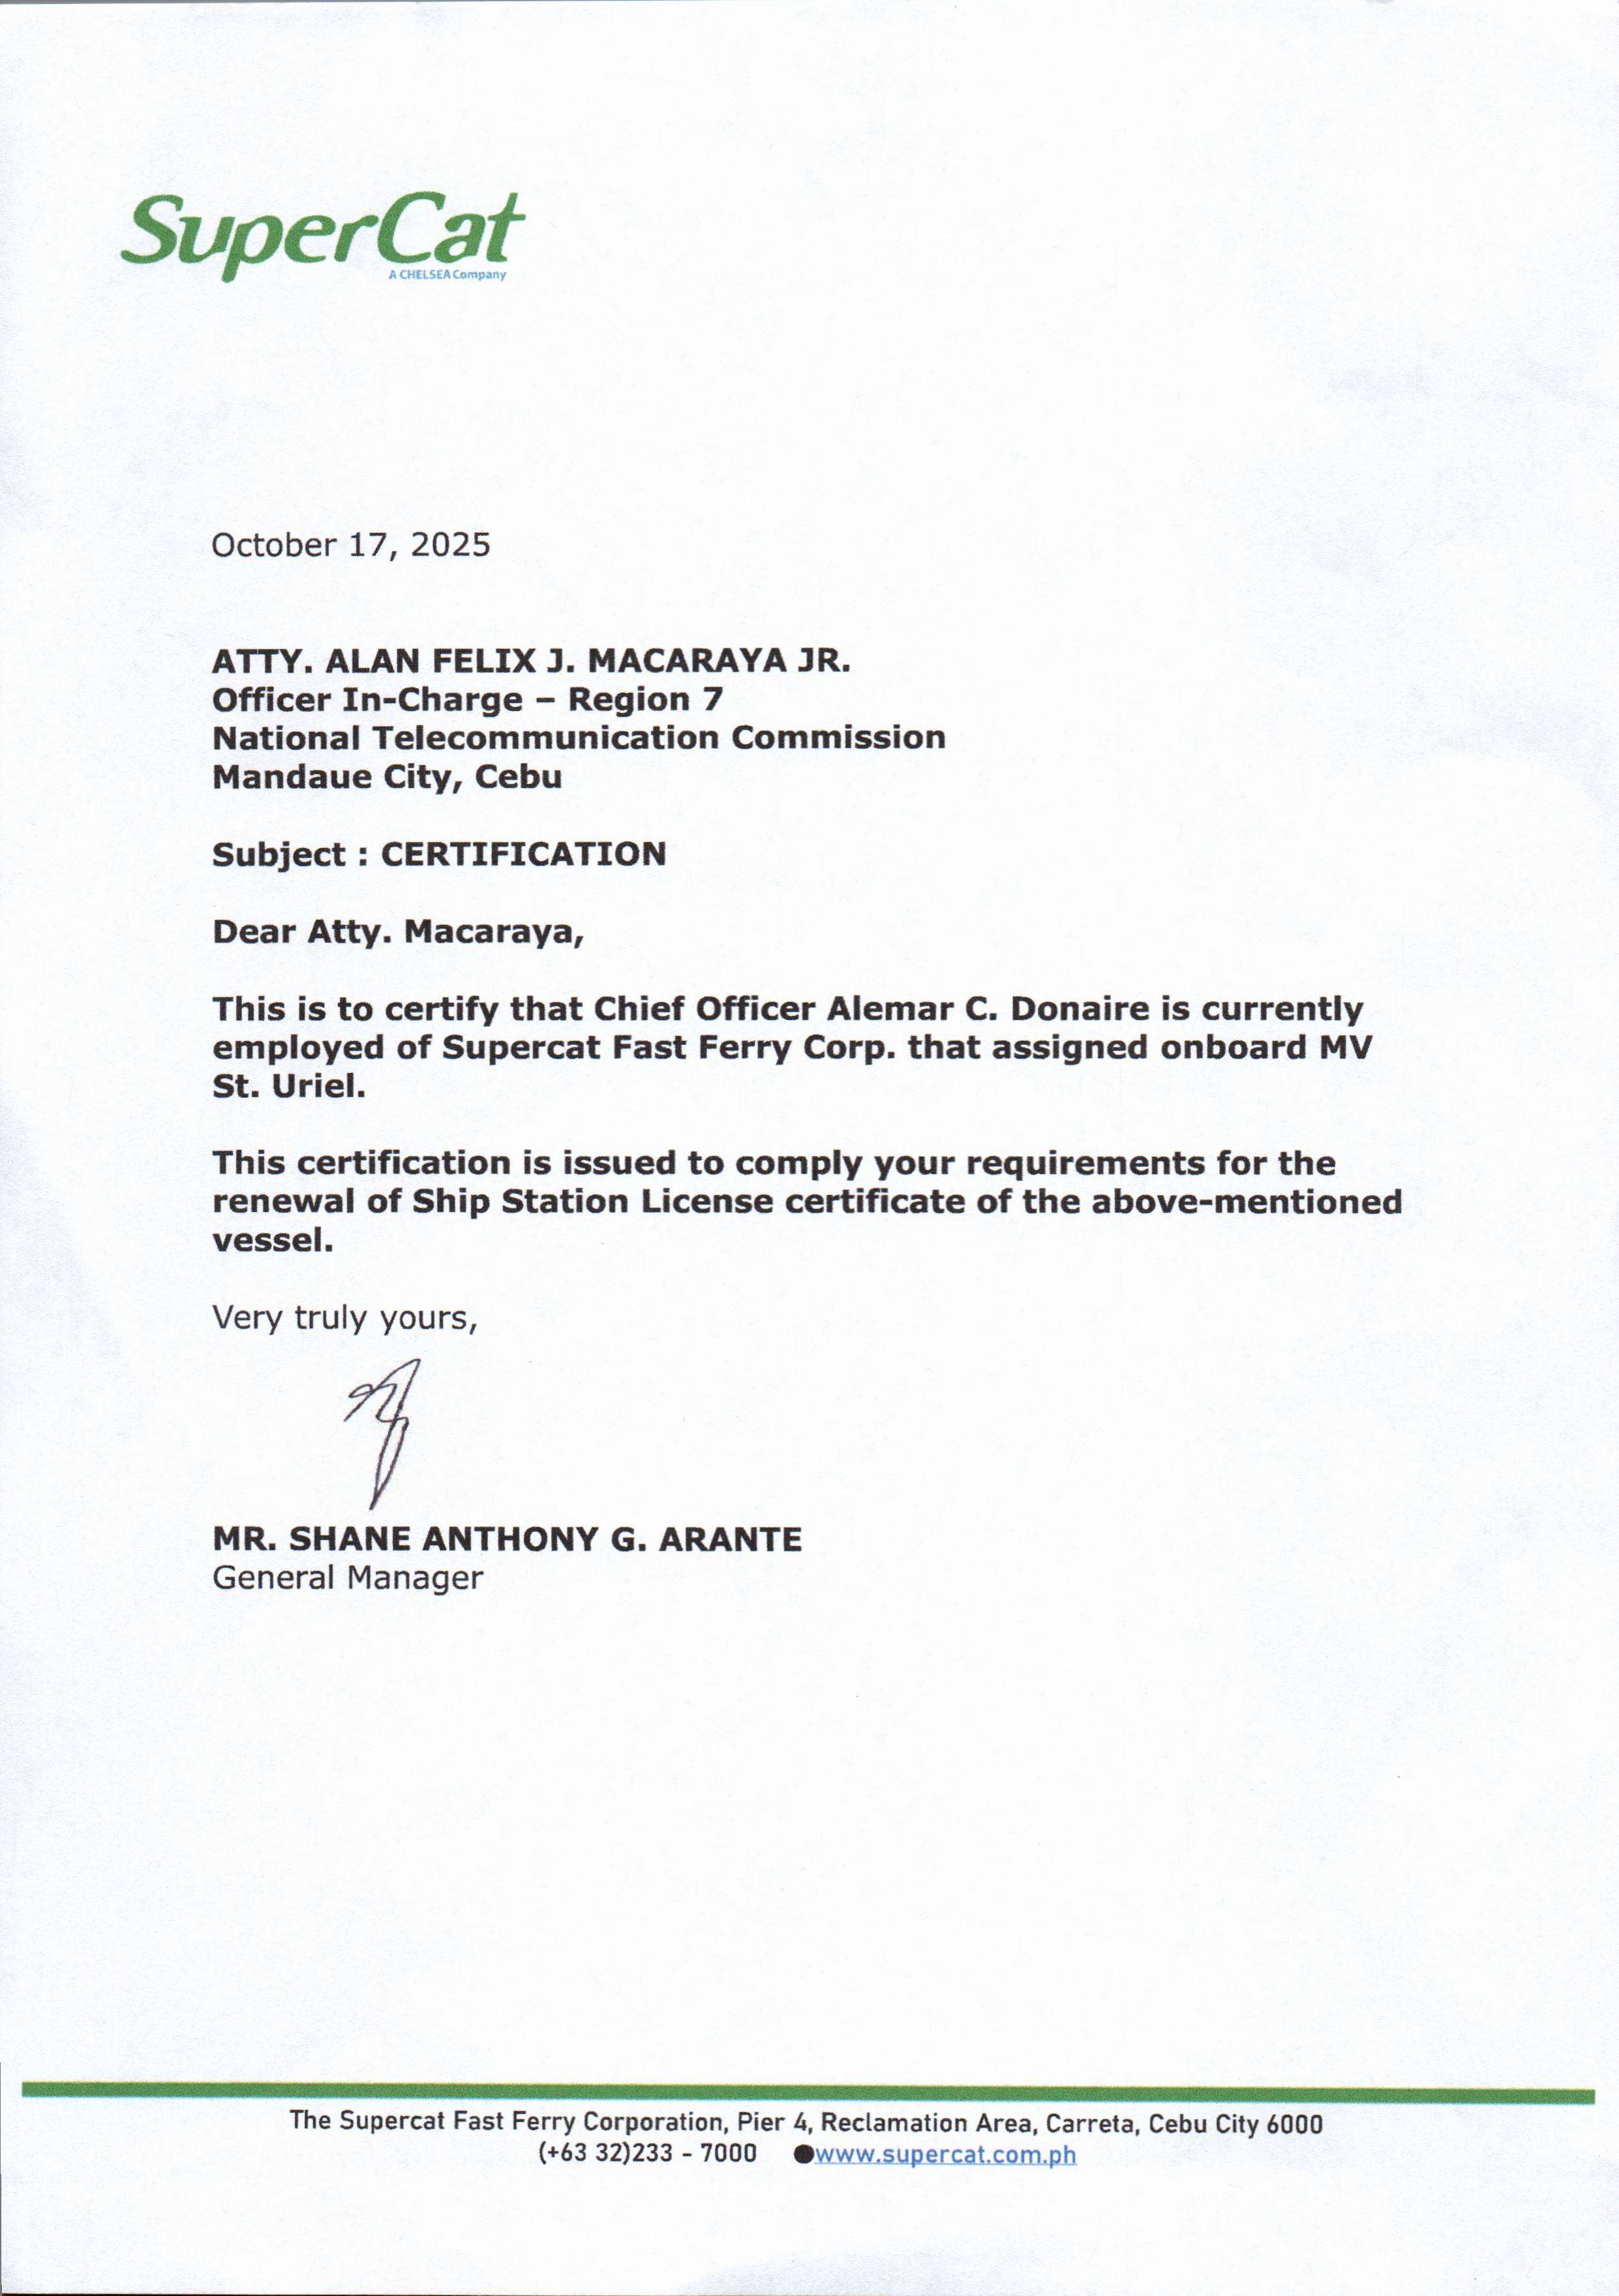 SuperCat
A CHELSEA Company
October 17, 2025
ATTY. ALAN FELIX J. MACARAYA JR.
Officer In-Charge – Region 7
National Telecommunication Commission
Mandaue City, Cebu
Subject : CERTIFICATION
Dear Atty. Macaraya,
This is to certify that Chief Officer Alemar C. Donaire is currently
employed of Supercat Fast Ferry Corp. that assigned onboard MV
St. Uriel.
This certification is issued to comply your requirements for the
renewal of Ship Station License certificate of the above-mentioned
vessel.
Very truly yours,
MR. SHANE ANTHONY G. ARANTE
General Manager
The Supercat Fast Ferry Corporation, Pier 4, Reclamation Area, Carreta, Cebu City 6000
(+63 32)233 - 7000 ●www.supercat.com.ph